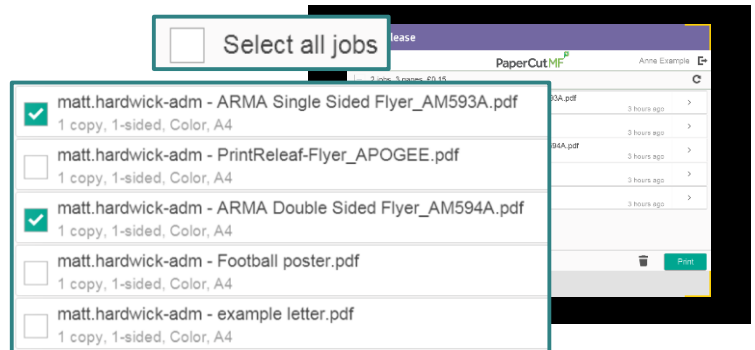 Select all jobs
lease
PaperCutMF
Anne Example
2 jobs, 3 pages, £0.15
matt.hardwick-adm - ARMA Single Sided Flyer_AM593A.pdf
1 copy, 1-sided, Color, A4
matt.hardwick-adm - PrintReleaf-Flyer_APOGEE.pdf
1 copy, 1-sided, Color, A4
matt.hardwick-adm - ARMA Double Sided Flyer_AM594A.pdf
1 copy, 1-sided, Color, A4
matt.hardwick-adm - Football poster.pdf
1 copy, 1-sided, Color, A4
matt.hardwick-adm - example letter.pdf
1 copy, 1-sided, Color, A4
93A.pdf
3 hours ago
3 hours ago
594A.pdf
3 hours ago
3 hours ago
3 hours ago
Print